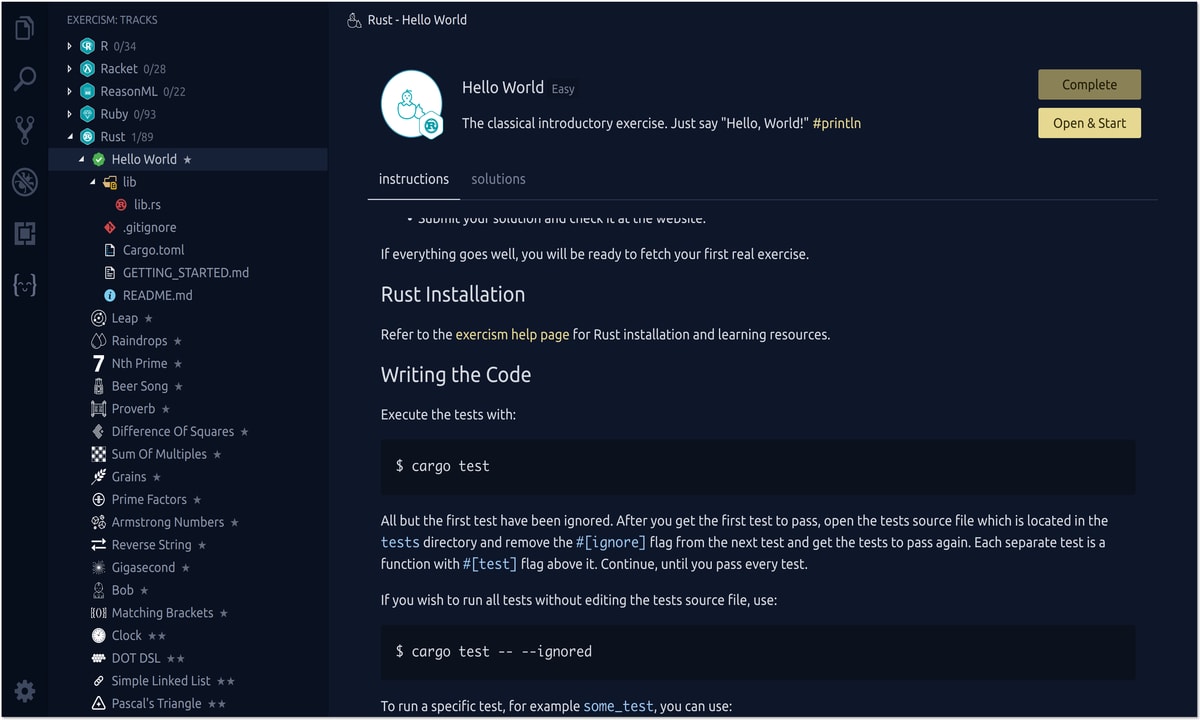 EXERCISM: TRACKS
R 0/34
Racket 0/28
ReasonML 0/22
Ruby 0/93
Rust 1/89
Hello World ★
lib
lib.rs
.gitignore
Cargo.toml
GETTING_STARTED.md
README.md
Leap ★
Raindrops ★
Nth Prime ★
Beer Song ★
Proverb ★
Difference Of Squares ★
Sum Of Multiples ★
Grains ★
Prime Factors ★
Armstrong Numbers ★
Reverse String ★
Gigasecond ★
Bob ★
Matching Brackets ★
Clock ★★
DOT DSL ★★
Simple Linked List ★★
Pascal's Triangle ★★
Rust - Hello World
Hello World Easy
The classical introductory exercise. Just say "Hello, World!" #println
Complete
Open & Start
instructions solutions
• Submit your solution and check it at the website.
If everything goes well, you will be ready to fetch your first real exercise.
Rust Installation
Refer to the exercism help page for Rust installation and learning resources.
Writing the Code
Execute the tests with:
$ cargo test
All but the first test have been ignored. After you get the first test to pass, open the tests source file which is located in the
tests directory and remove the #[ignore] flag from the next test and get the tests to pass again. Each separate test is a
function with #[test] flag above it. Continue, until you pass every test.
If you wish to run all tests without editing the tests source file, use:
$ cargo test -- --ignored
To run a specific test, for example some_test, you can use: